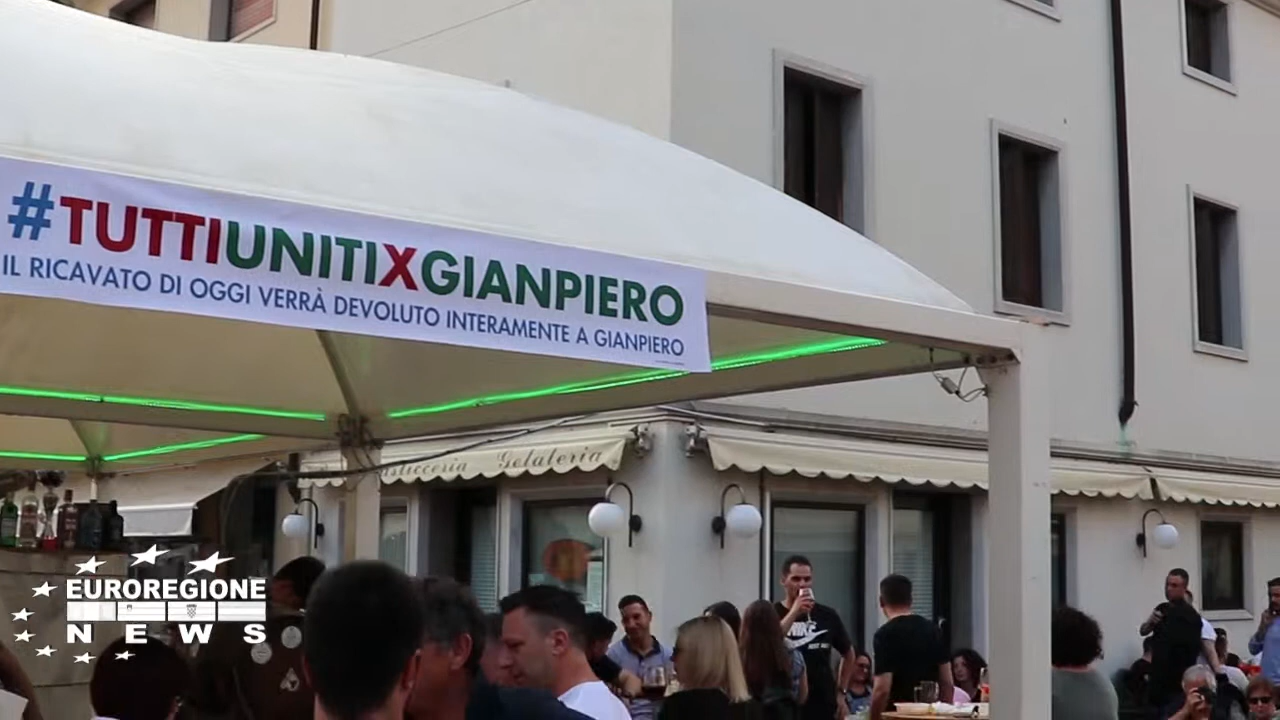 #TUTTIUNITIXGIANPIERO
IL RICAVATO DI OGGI VERRÀ DEVOLUTO INTERAMENTE A GIANPIERO
Gelateria
EUROREGIONE
NEWS